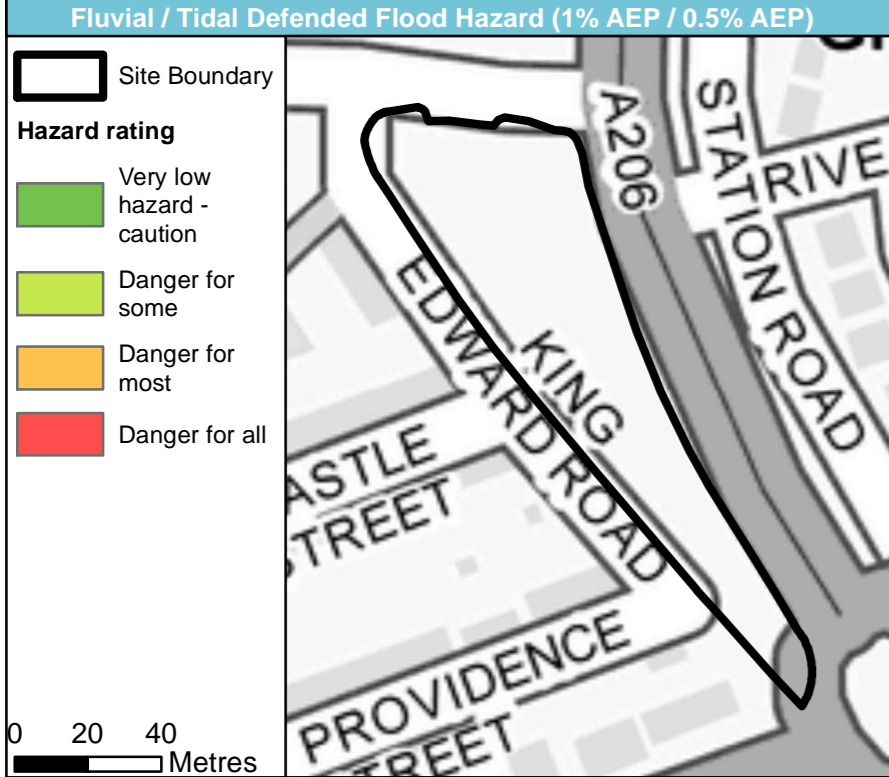 Fluvial / Tidal Defended Flood Hazard (1% AEP / 0.5% AEP)
Site Boundary
Hazard rating
Very low
hazard -
caution
Danger for
some
Danger for
most
Danger for all
0 20 40
Metres
A206
STATION ROAD
RIVE
KING
EDWARD ROAD
ASTLE
STREET
PROVIDENCE
STREET